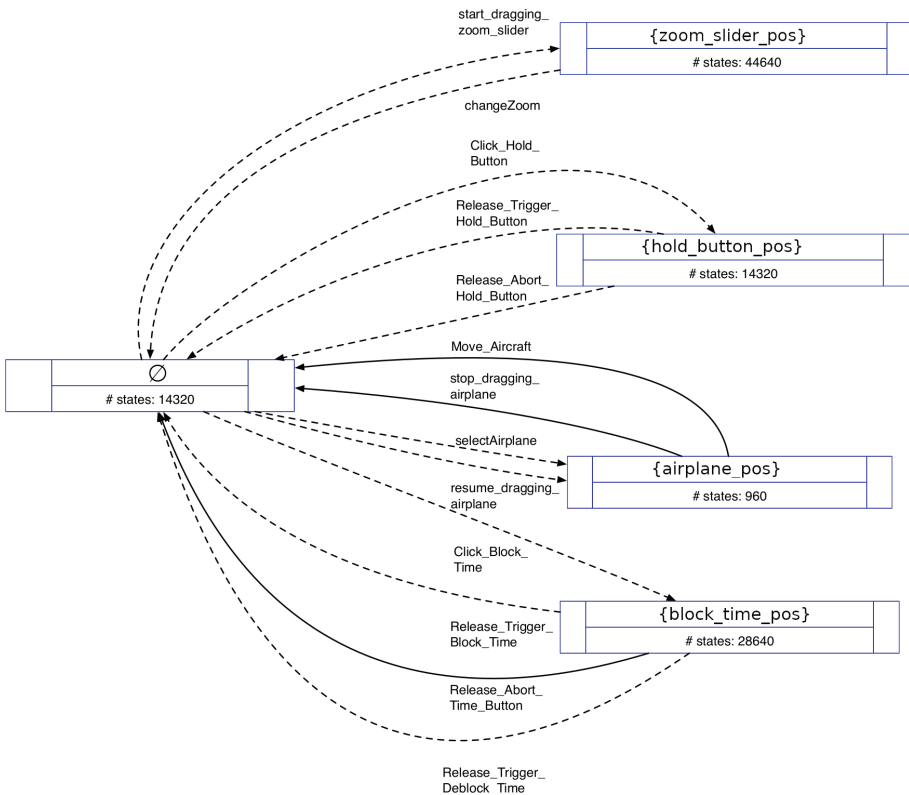 start_dragging_
zoom_slider
{zoom_slider_pos}
# states: 44640
changeZoom
Click_Hold_
Button
Release_Trigger_
Hold_Button
{hold_button_pos}
# states: 14320
Release_Abort_
Hold_Button
Move_Aircraft
∅
# states: 14320
stop_dragging_
airplane
selectAirplane
{airplane_pos}
# states: 960
resume_dragging_
airplane
Click_Block_
Time
{block_time_pos}
# states: 28640
Release_Trigger_
Block_Time
Release_Abort_
Time_Button
Release_Trigger_
Deblock_Time